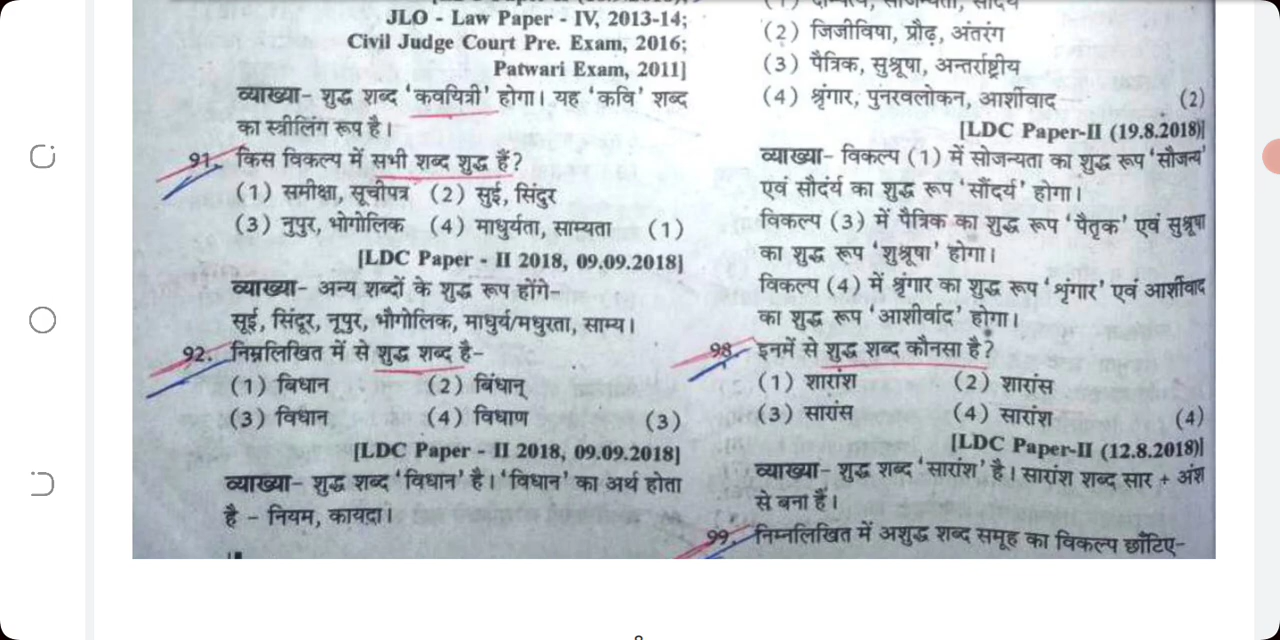 JLO - Law Paper - IV, 2013-14;
Civil Judge Court Pre. Exam, 2016;
Patwari Exam, 2011]
व्याख्या- शुद्ध शब्द 'कवयित्री' होगा। यह 'कवि' शब्द
का स्त्रीलिंग रूप है।
91. किस विकल्प में सभी शब्द शुद्ध हैं?
(1) समीक्षा, सूचीपत्र (2) सुई, सिंदुर
(3) नुपुर, भोगोलिक (4) माधुर्यता, साम्यता (1)
[LDC Paper - II 2018, 09.09.2018]
व्याख्या- अन्य शब्दों के शुद्ध रूप होंगे-
सूई, सिंदूर, नूपुर, भौगोलिक, माधुर्य/मधुरता, साम्य।
92. निम्नलिखित में से शुद्ध शब्द है-
(1) बिधान (2) बिंधान्
(3) विधान (4) विधाण (3)
[LDC Paper - II 2018, 09.09.2018]
व्याख्या- शुद्ध शब्द 'विधान' है। 'विधान' का अर्थ होता
है - नियम, कायदा।
(2) जिजीविषा, प्रौढ़, अंतरंग
(3) पैत्रिक, सुश्रूषा, अन्तर्राष्ट्रीय
(4) श्रृंगार, पुनरवलोकन, आर्शीवाद (2)
[LDC Paper-II (19.8.2018)]
व्याख्या- विकल्प (1) में सोजन्यता का शुद्ध रूप 'सौजन्य'
एवं सौदंर्य का शुद्ध रूप 'सौंदर्य' होगा।
विकल्प (3) में पैत्रिक का शुद्ध रूप 'पैतृक' एवं सुश्रूषा
का शुद्ध रूप 'शुश्रूषा' होगा।
विकल्प (4) में श्रृंगार का शुद्ध रूप 'शृंगार' एवं आर्शीवाद
का शुद्ध रूप 'आशीर्वाद' होगा।
98. इनमें से शुद्ध शब्द कौनसा है?
(1) शारांश (2) शारांस
(3) सारांस (4) सारांश (4)
[LDC Paper-II (12.8.2018)]
व्याख्या- शुद्ध शब्द 'सारांश' है। सारांश शब्द सार + अंश
से बना हैं।
99. निम्नलिखित में अशुद्ध शब्द समूह का विकल्प छाँटिए-